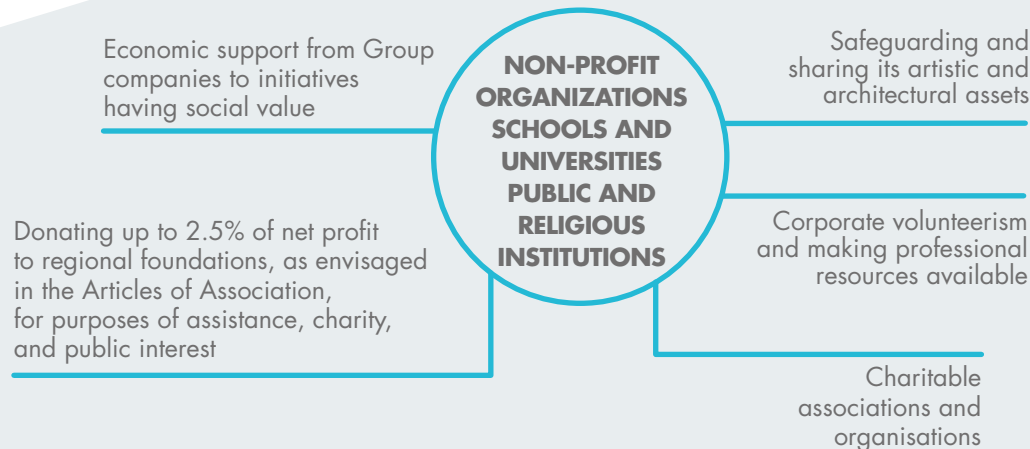 Economic support from Group
companies to initiatives
having social value
NON-PROFIT
ORGANIZATIONS
SCHOOLS AND
UNIVERSITIES
PUBLIC AND
RELIGIOUS
INSTITUTIONS
Safeguarding and
sharing its artistic and
architectural assets
Donating up to 2.5% of net profit
to regional foundations, as envisaged
in the Articles of Association,
for purposes of assistance, charity,
and public interest
Corporate volunteerism
and making professional
resources available
Charitable
associations and
organisations